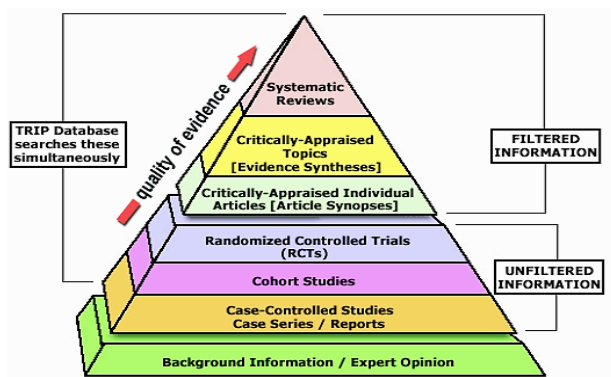 Systematic
Reviews
quality of evidence
TRIP Database
searches these
simultaneously
Critically-Appraised
Topics
[Evidence Syntheses]
FILTERED
INFORMATION
Critically-Appraised Individual
Articles [Article Synopses]
Randomized Controlled Trials
(RCTs)
UNFILTERED
INFORMATION
Cohort Studies
Case-Controlled Studies
Case Series / Reports
Background Information / Expert Opinion